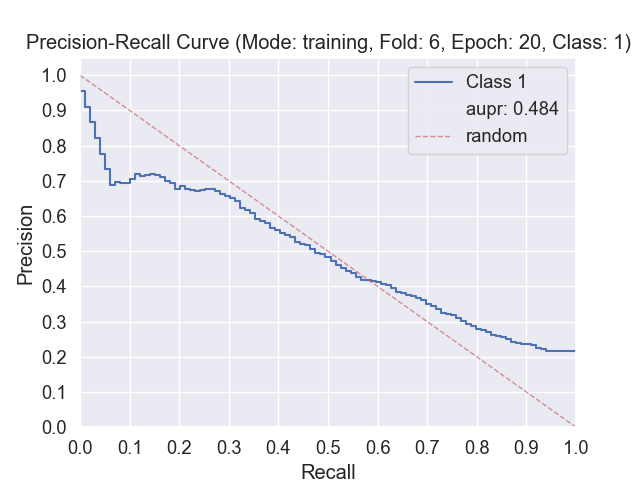 Precision-Recall Curve (Mode: training, Fold: 6, Epoch: 20, Class: 1)
1.0
0.9
0.8
0.7
0.6
0.5
0.4
0.3
0.2
0.1
0.0
Precision
Class 1
aupr: 0.484
random
0.0 0.1 0.2 0.3 0.4 0.5 0.6 0.7 0.8 0.9 1.0
Recall